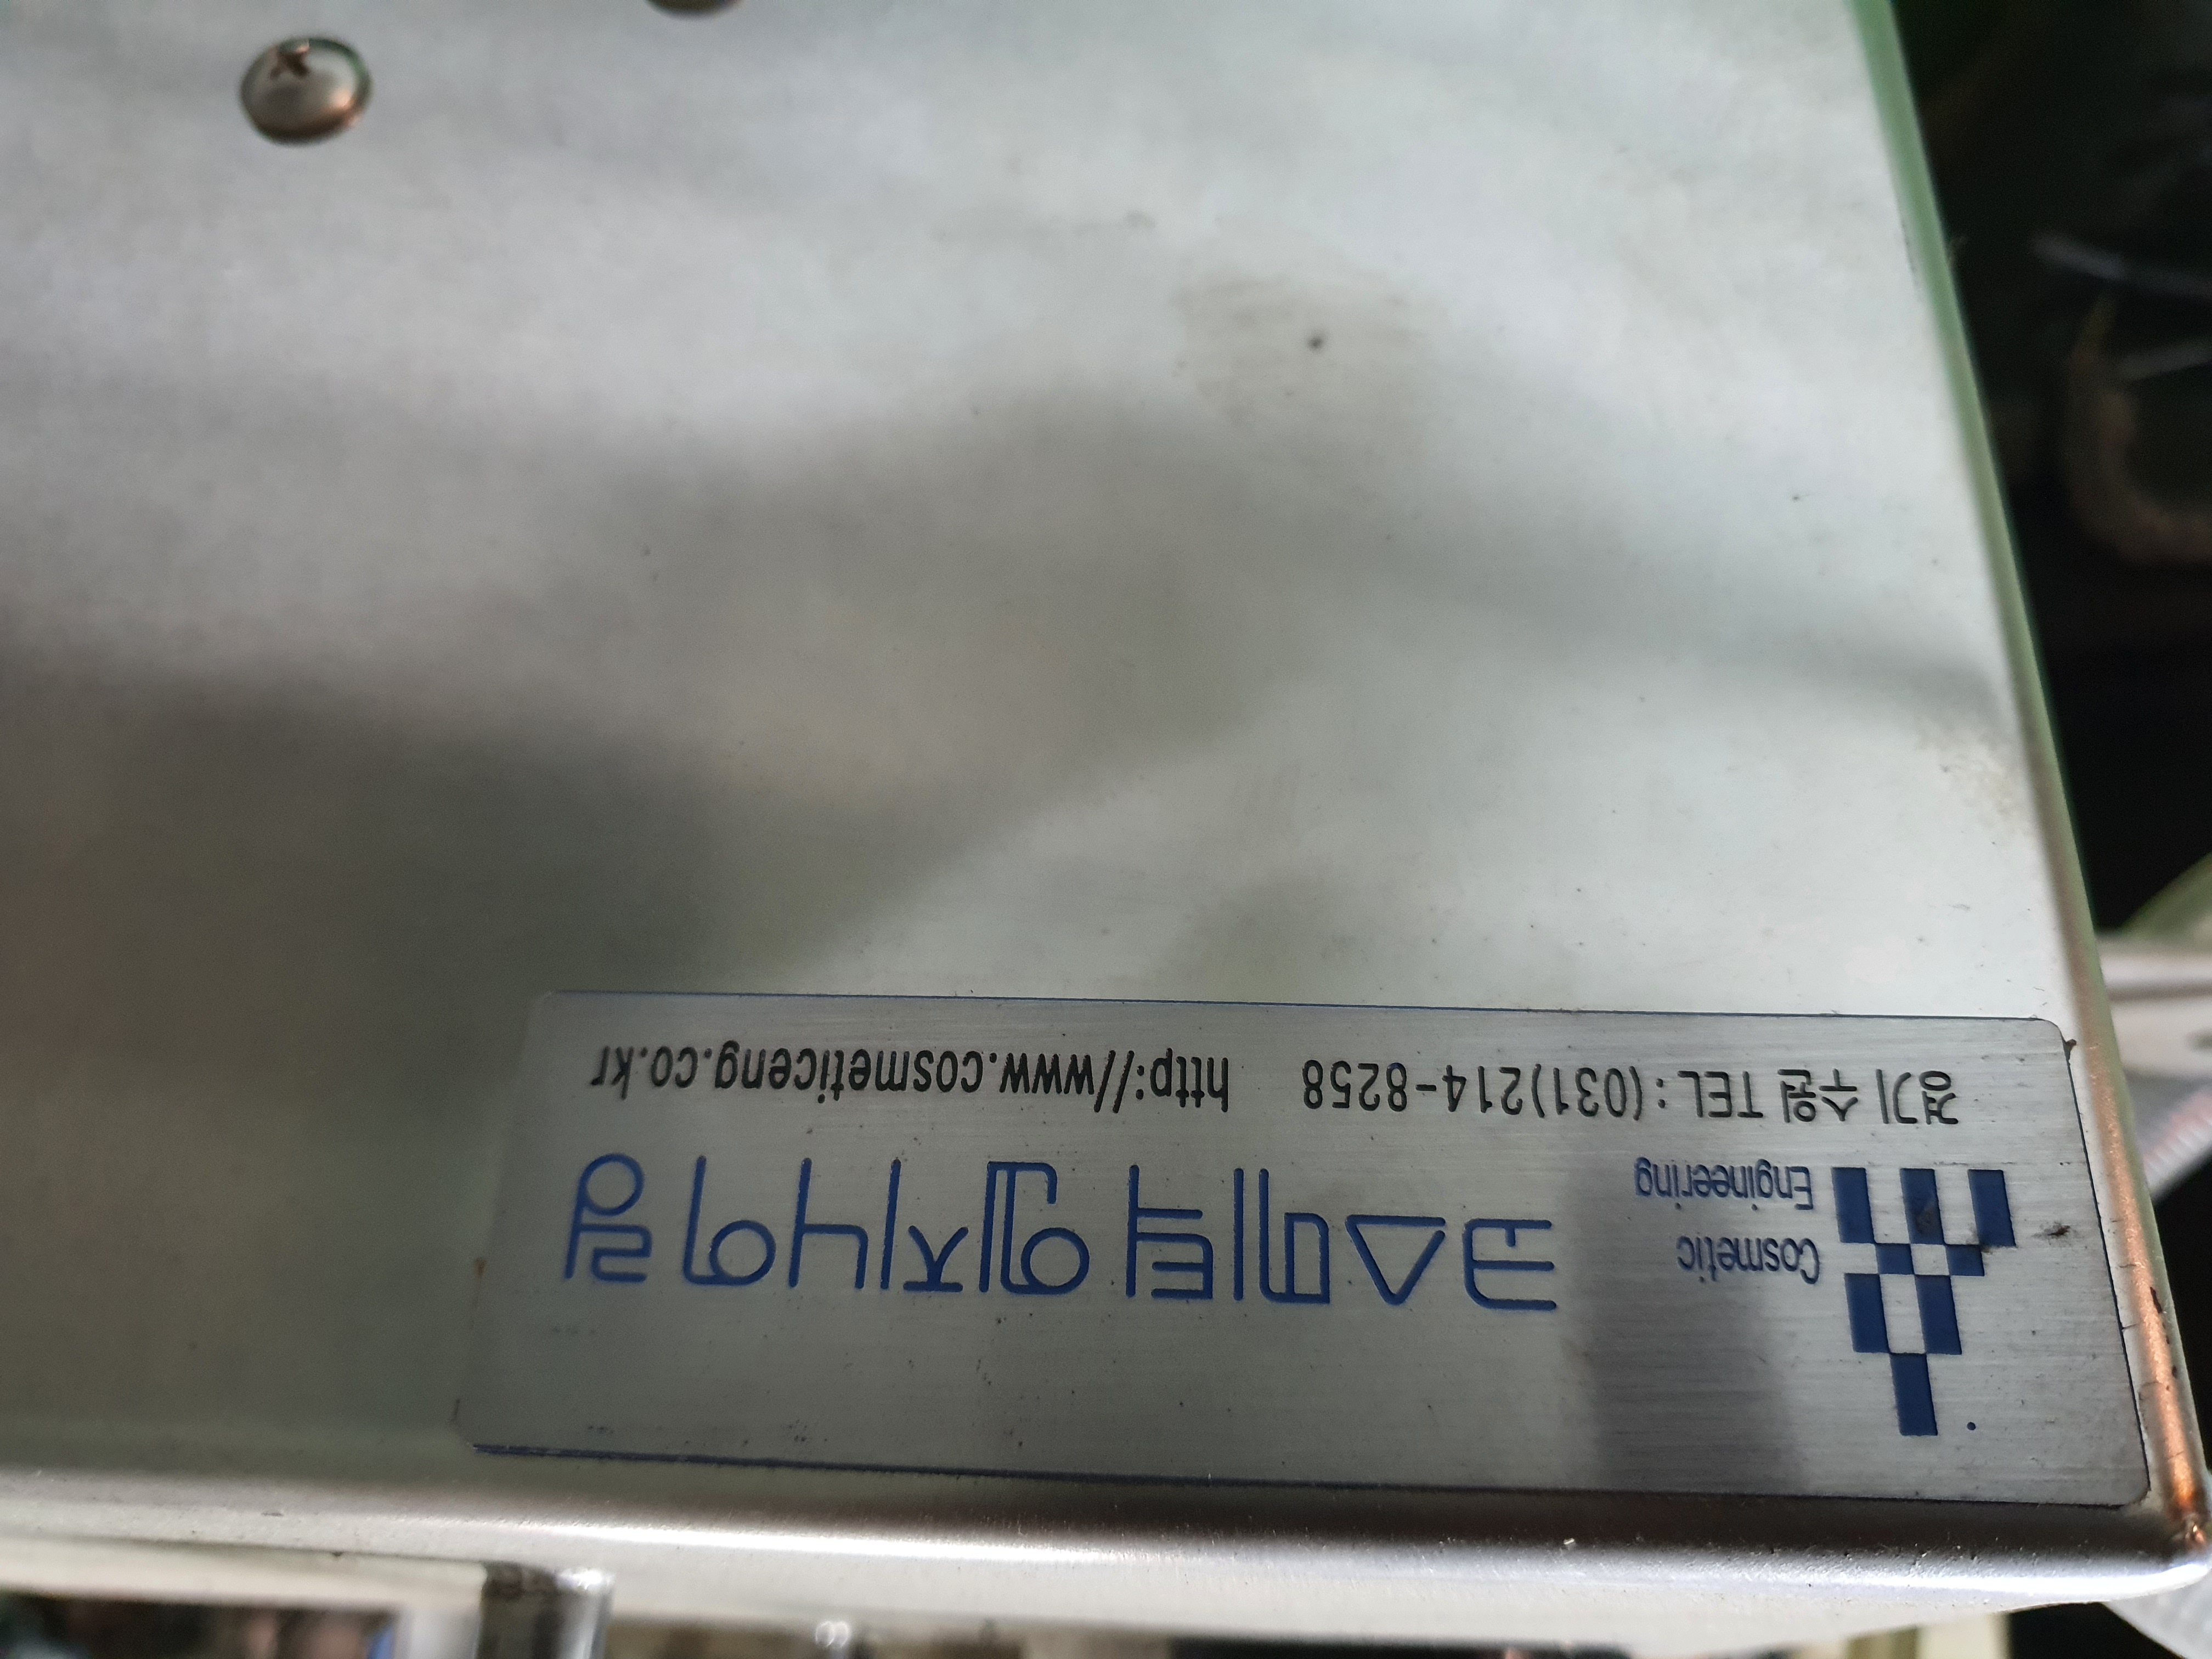 Cosmetic
Engineering
코스메텍엔지니어링
경기 수원 TEL : (031)214-8258 http://www.cosmeticeng.co.kr